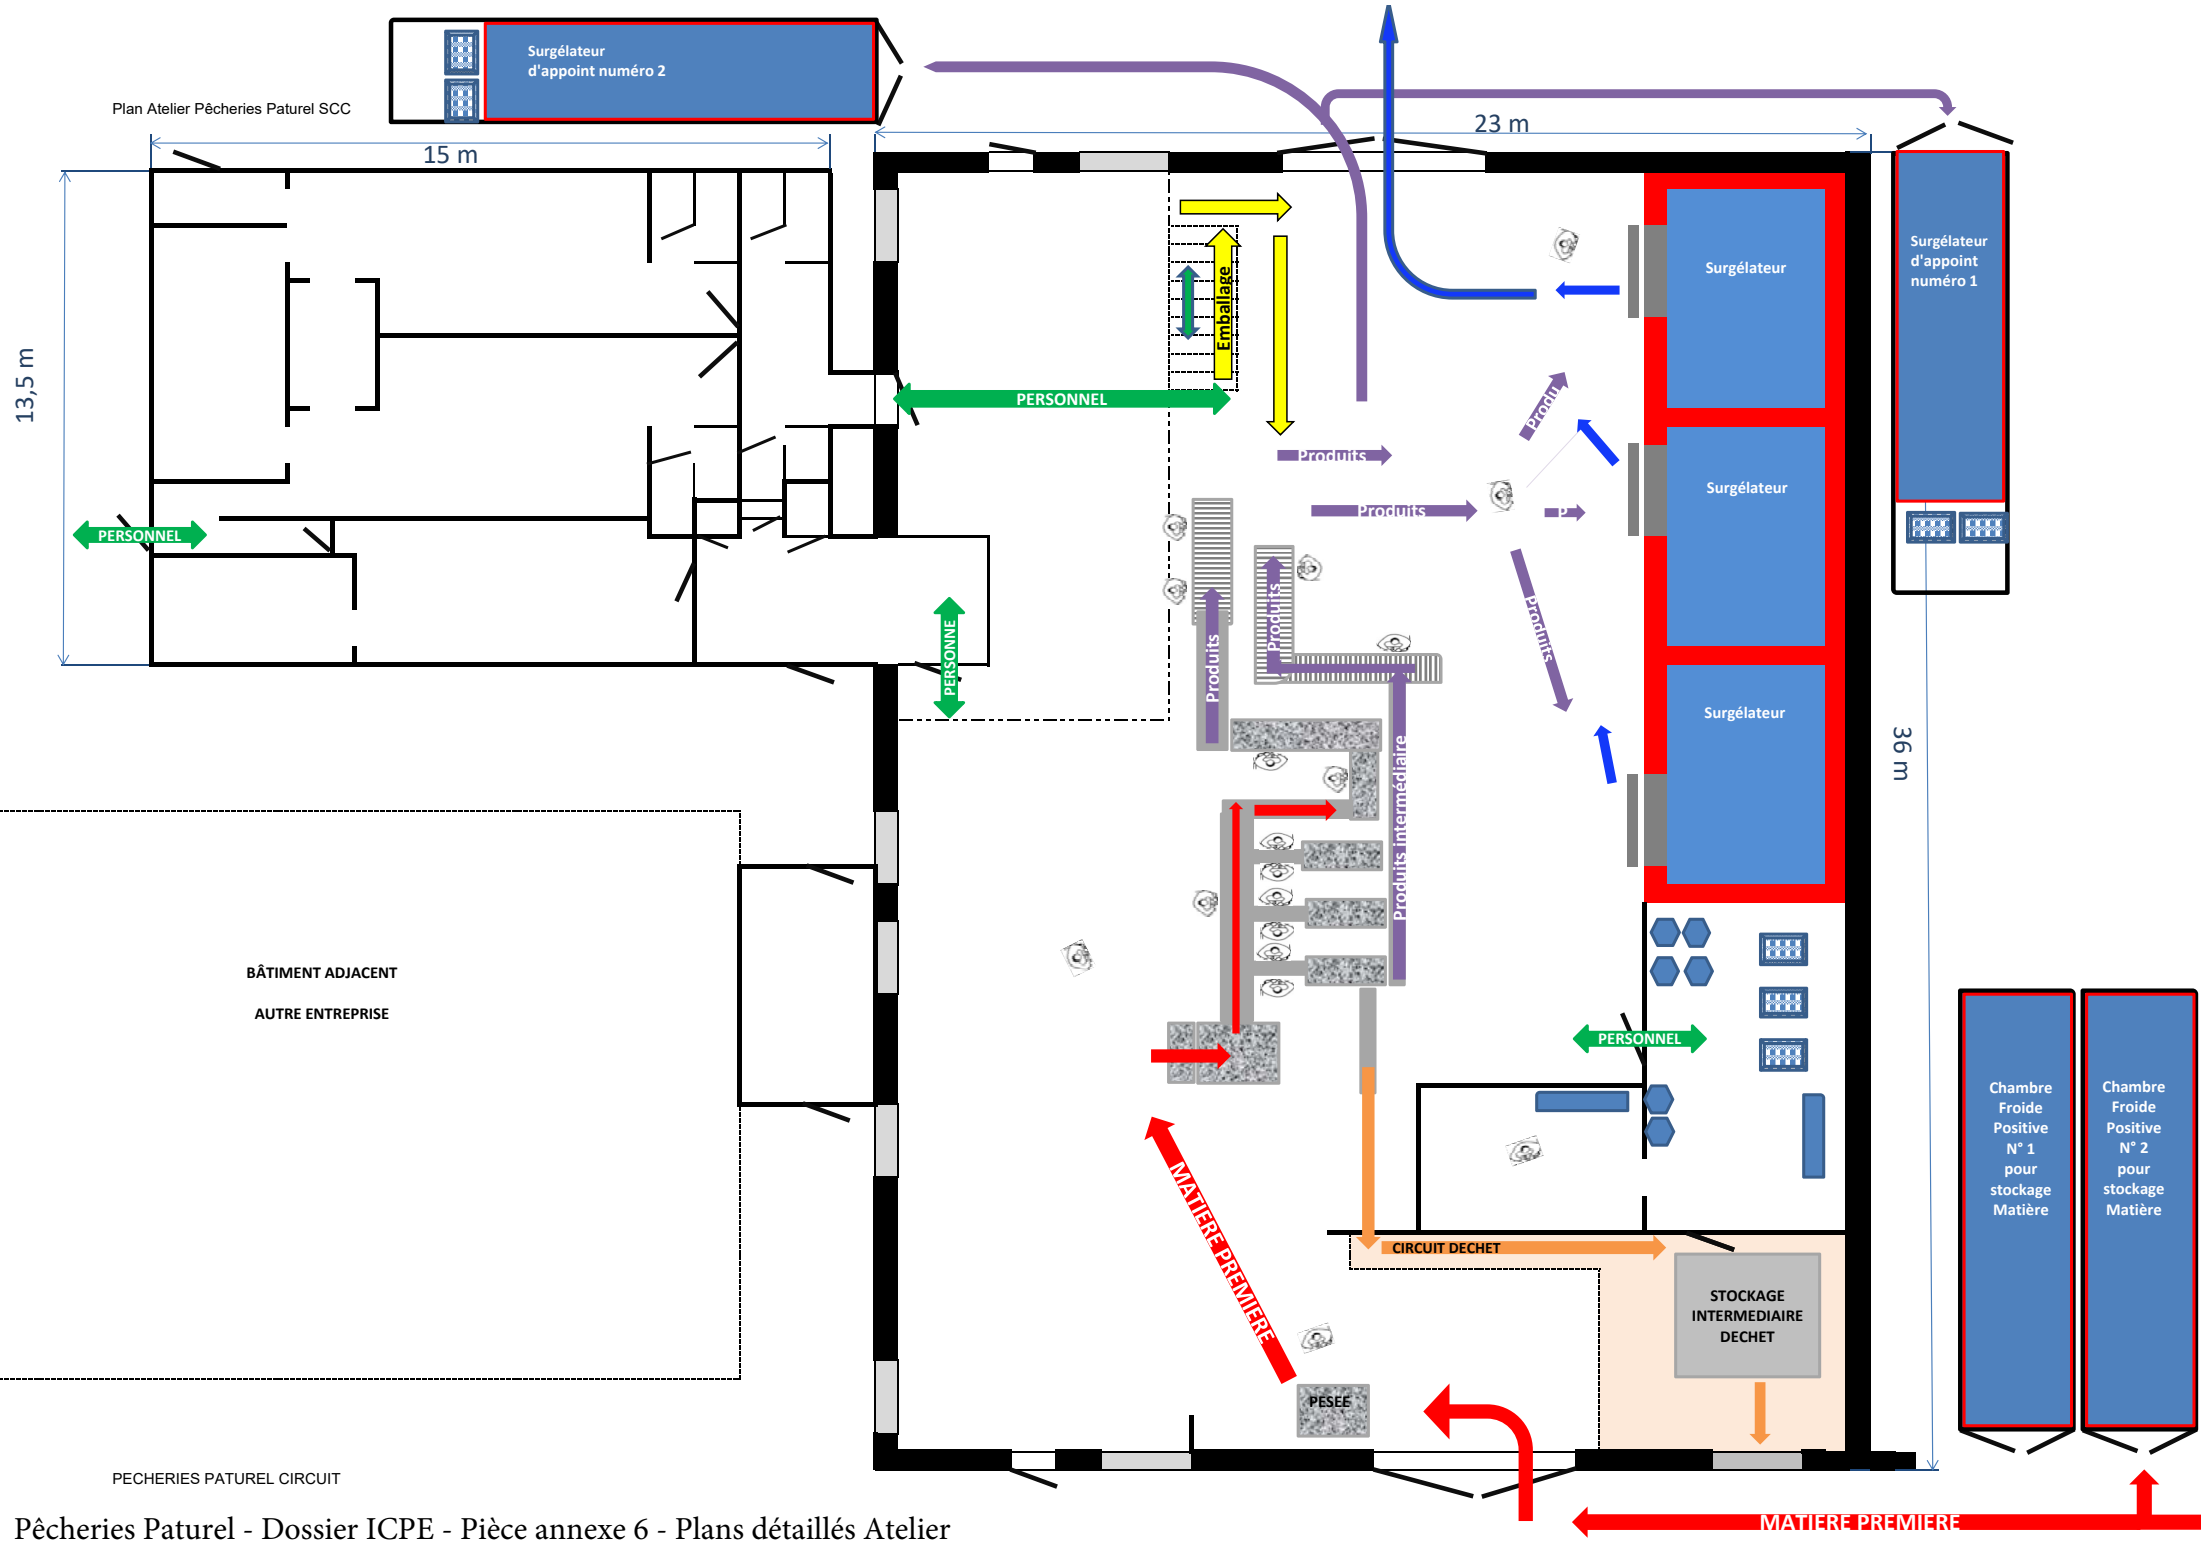 Surgélateur
d'appoint numéro 2
Plan Atelier Pêcheries Paturel SCC
23 m
15 m
13,5 m
Surgélateur
Surgélateur
d'appoint
numéro 1
Emballage
PERSONNEL
Produ
Produits
Produits
P
Surgélateur
PERSONNEL
Produits
Produits
Produits
PERSONNE
Surgélateur
36 m
Produits intermédiaire
BÂTIMENT ADJACENT
AUTRE ENTREPRISE
PERSONNEL
Chambre
Froide
Positive
N° 1
pour
stockage
Matière
Chambre
Froide
Positive
N° 2
pour
stockage
Matière
MATIERE PREMIERE
CIRCUIT DECHET
STOCKAGE
INTERMEDIAIRE
DECHET
PESEE
PECHERIES PATUREL CIRCUIT
MATIERE PREMIERE
Pêcheries Paturel - Dossier ICPE - Pièce annexe 6 - Plans détaillés Atelier